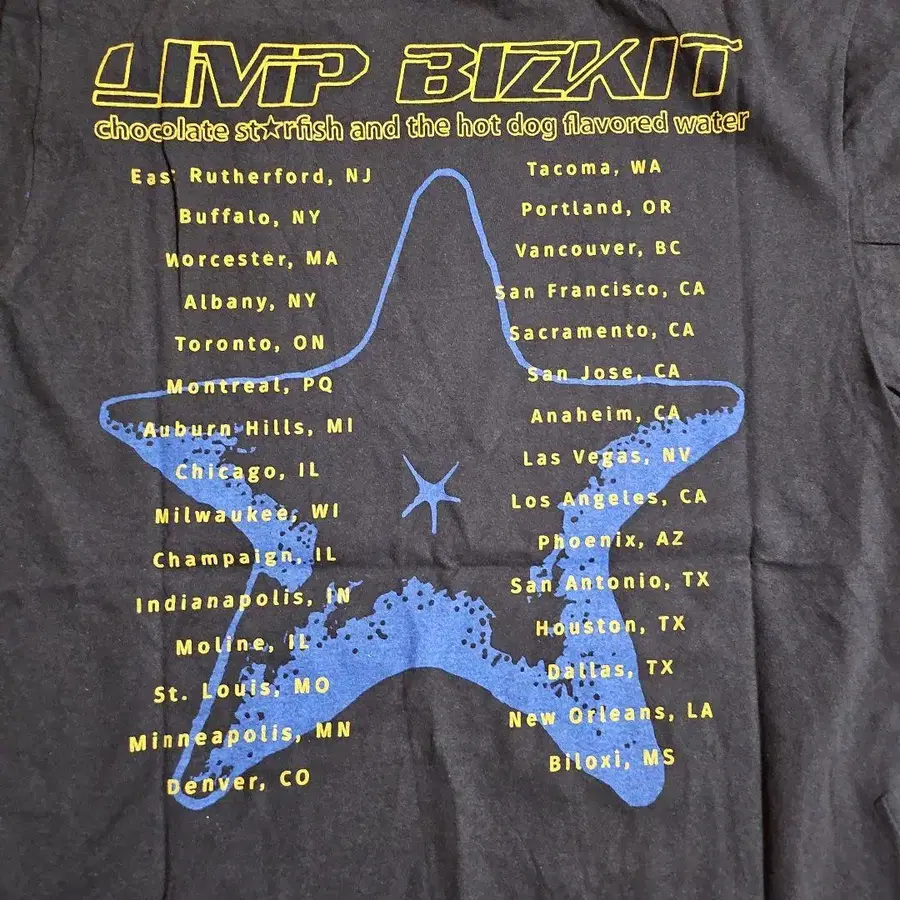 LIMP BIZKIT
chocolate st★rfish and the hot dog flavored water
East Rutherford, NJ
Buffalo, NY
Worcester, MA
Albany, NY
Toronto, ON
Montreal, PQ
Auburn Hills, MI
Chicago, IL
Milwaukee, WI
Champaign, IL
Indianapolis, IN
Moline, IL
St. Louis, MO
Minneapolis, MN
Denver, CO
Tacoma, WA
Portland, OR
Vancouver, BC
San Francisco, CA
Sacramento, CA
San Jose, CA
Anaheim, CA
Las Vegas, NV
Los Angeles, CA
Phoenix, AZ
San Antonio, TX
Houston, TX
Dallas, TX
New Orleans, LA
Biloxi, MS